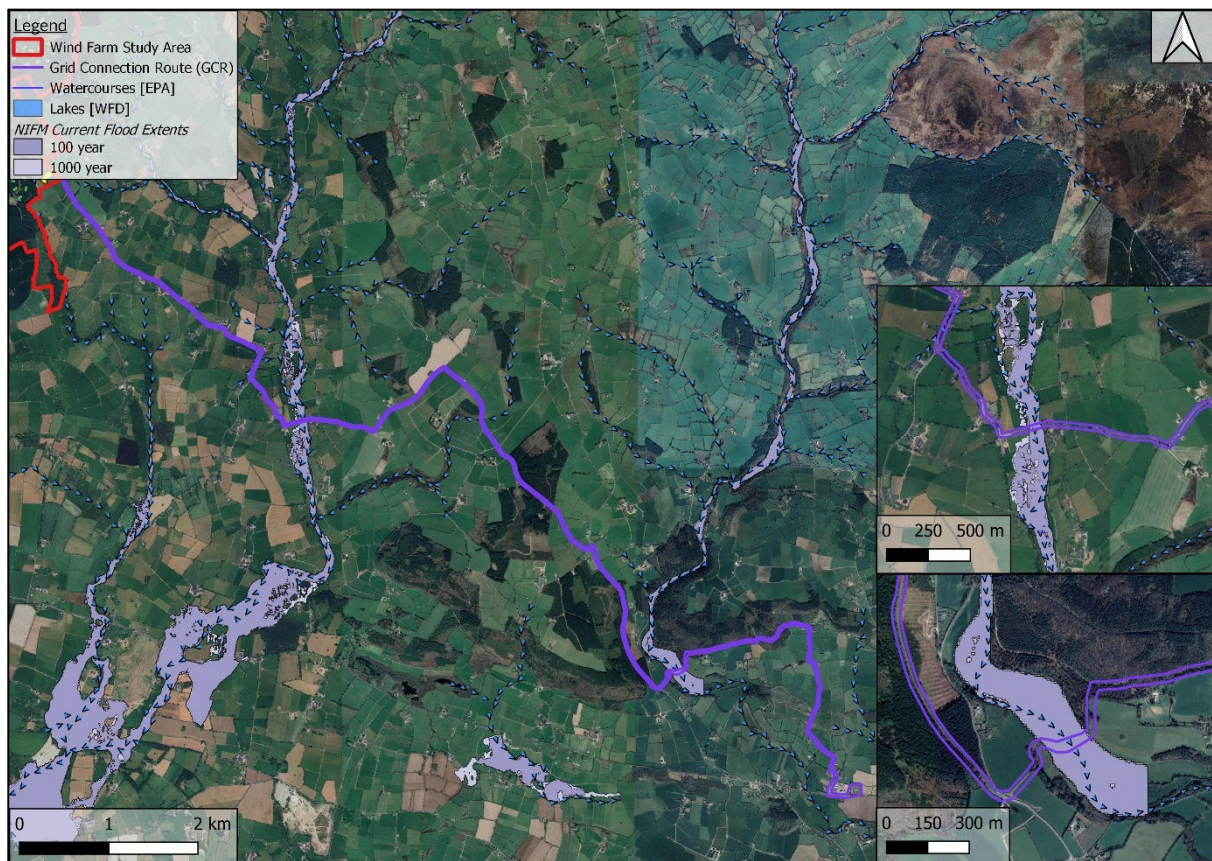 Legend
Wind Farm Study Area
Grid Connection Route (GCR)
Watercourses [EPA]
Lakes [WFD]
NIFM Current Flood Extents
100 year
1000 year
0 250 500 m
0 150 300 m
0 1 2 km